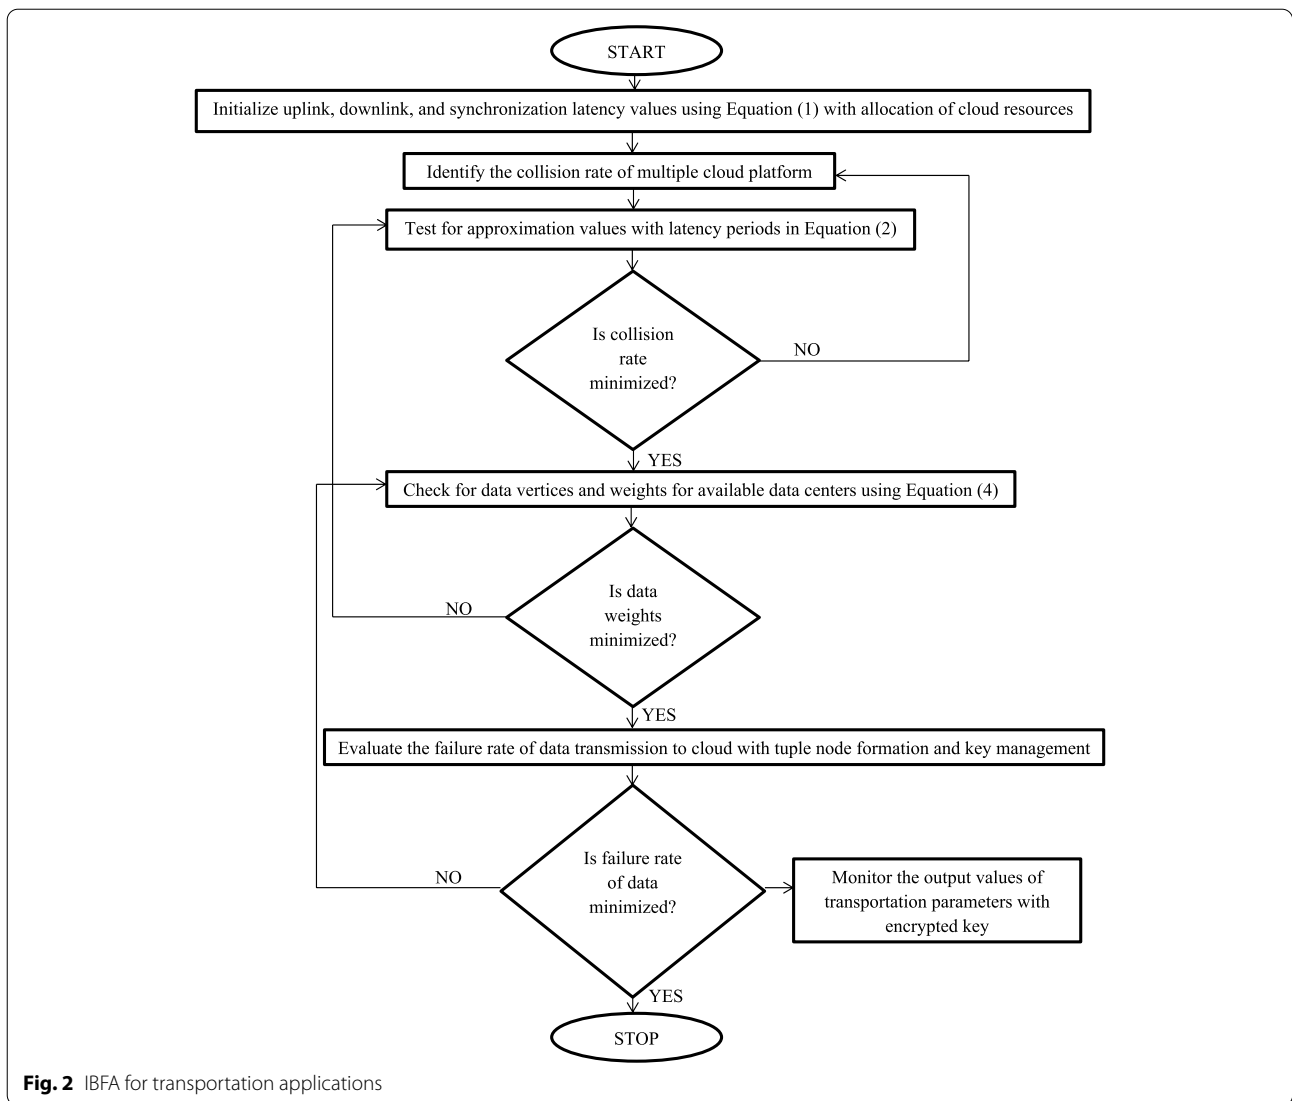 START
Initialize uplink, downlink, and synchronization latency values using Equation (1) with allocation of cloud resources
Identify the collision rate of multiple cloud platform
Test for approximation values with latency periods in Equation (2)
Is collision
rate
minimized?
NO
YES
Check for data vertices and weights for available data centers using Equation (4)
Is data
weights
minimized?
NO
YES
Evaluate the failure rate of data transmission to cloud with tuple node formation and key management
Is failure rate
of data
minimized?
NO
Monitor the output values of
transportation parameters with
encrypted key
YES
STOP
Fig. 2 IBFA for transportation applications